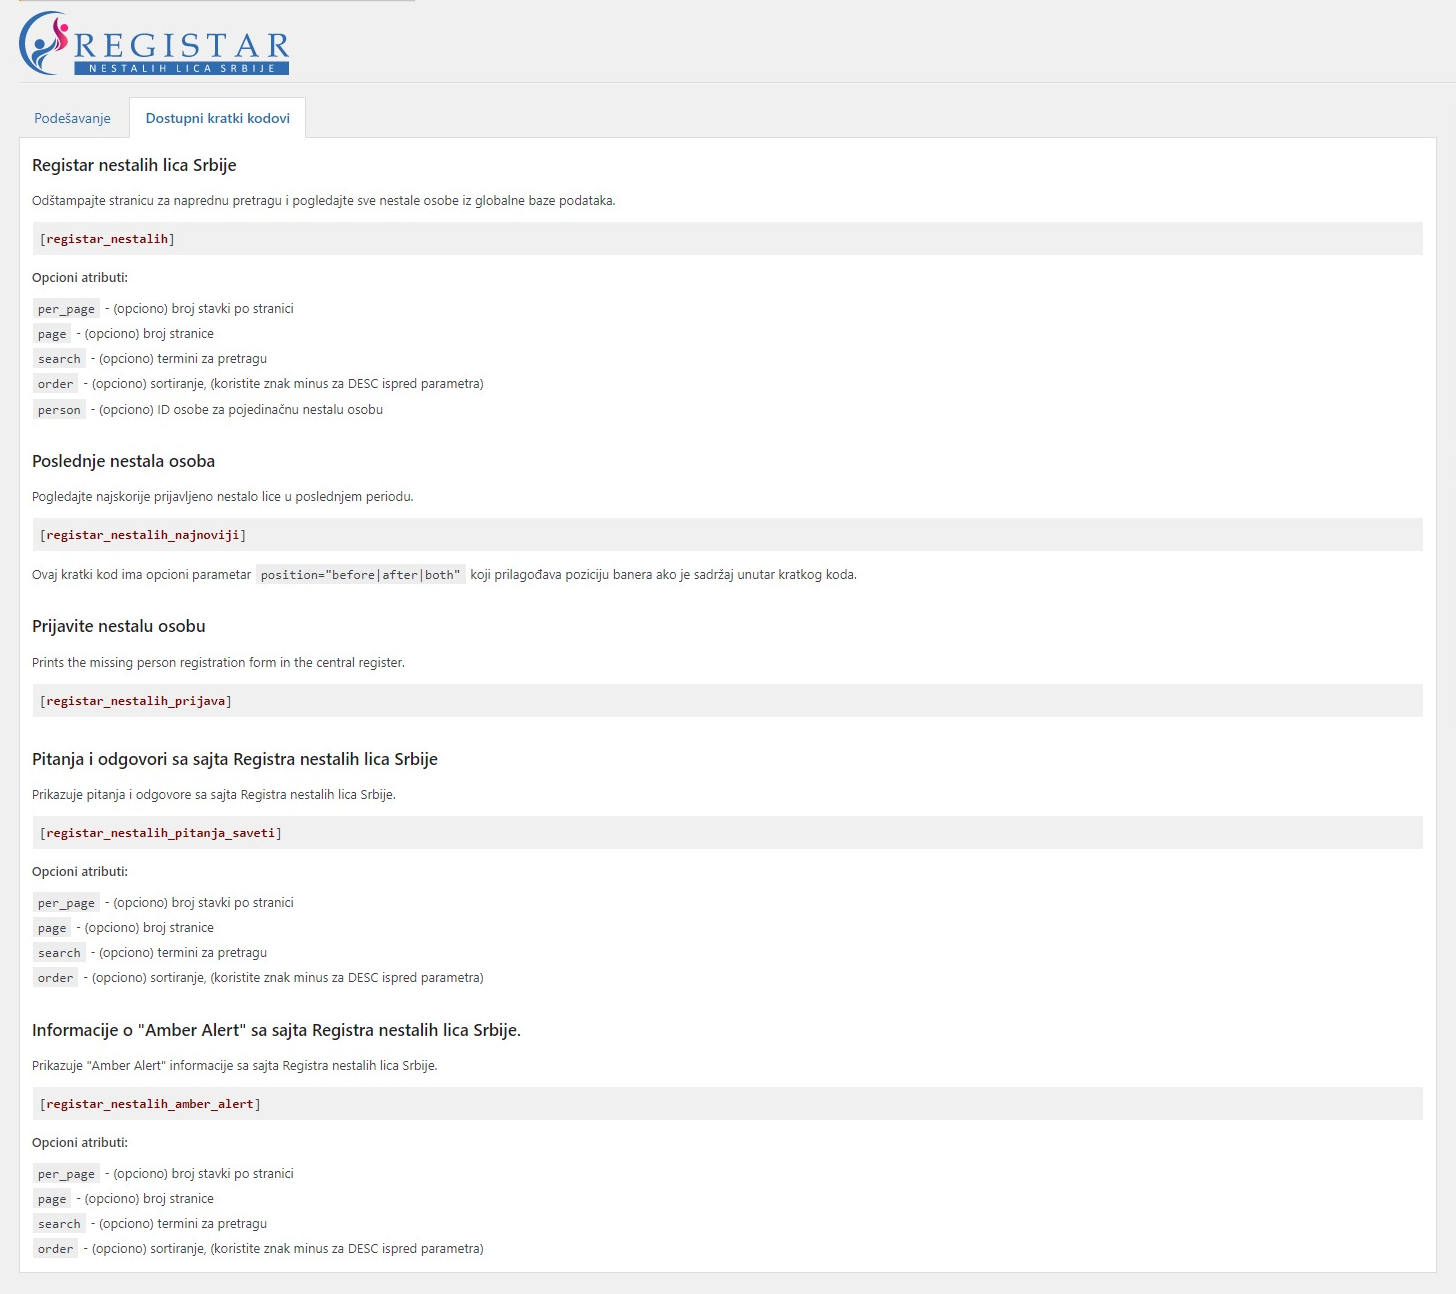 REGISTAR
NESTALIH LICA SRBIJE
Podešavanje
Dostupni kratki kodovi
Registar nestalih lica Srbije
Odštampajte stranicu za naprednu pretragu i pogledajte sve nestale osobe iz globalne baze podataka.
[registar_nestalih]
Opcioni atributi:
per_page - (opciono) broj stavki po stranici
page - (opciono) broj stranice
search - (opciono) termini za pretragu
order - (opciono) sortiranje, (koristite znak minus za DESC ispred parametra)
person - (opciono) ID osobe za pojedinačnu nestalu osobu
Poslednje nestala osoba
Pogledajte najskorije prijavljeno nestalo lice u poslednjem periodu.
[registar_nestalih_najnoviji]
Ovaj kratki kod ima opcioni parametar position="before|after|both" koji prilagođava poziciju banera ako je sadržaj unutar kratkog koda.
Prijavite nestalu osobu
Prints the missing person registration form in the central register.
[registar_nestalih_prijava]
Pitanja i odgovori sa sajta Registra nestalih lica Srbije
Prikazuje pitanja i odgovore sa sajta Registra nestalih lica Srbije.
[registar_nestalih_pitanja_saveti]
Opcioni atributi:
per_page - (opciono) broj stavki po stranici
page - (opciono) broj stranice
search - (opciono) termini za pretragu
order - (opciono) sortiranje, (koristite znak minus za DESC ispred parametra)
Informacije o "Amber Alert" sa sajta Registra nestalih lica Srbije.
Prikazuje "Amber Alert" informacije sa sajta Registra nestalih lica Srbije.
[registar_nestalih_amber_alert]
Opcioni atributi:
per_page - (opciono) broj stavki po stranici
page - (opciono) broj stranice
search - (opciono) termini za pretragu
order - (opciono) sortiranje, (koristite znak minus za DESC ispred parametra)